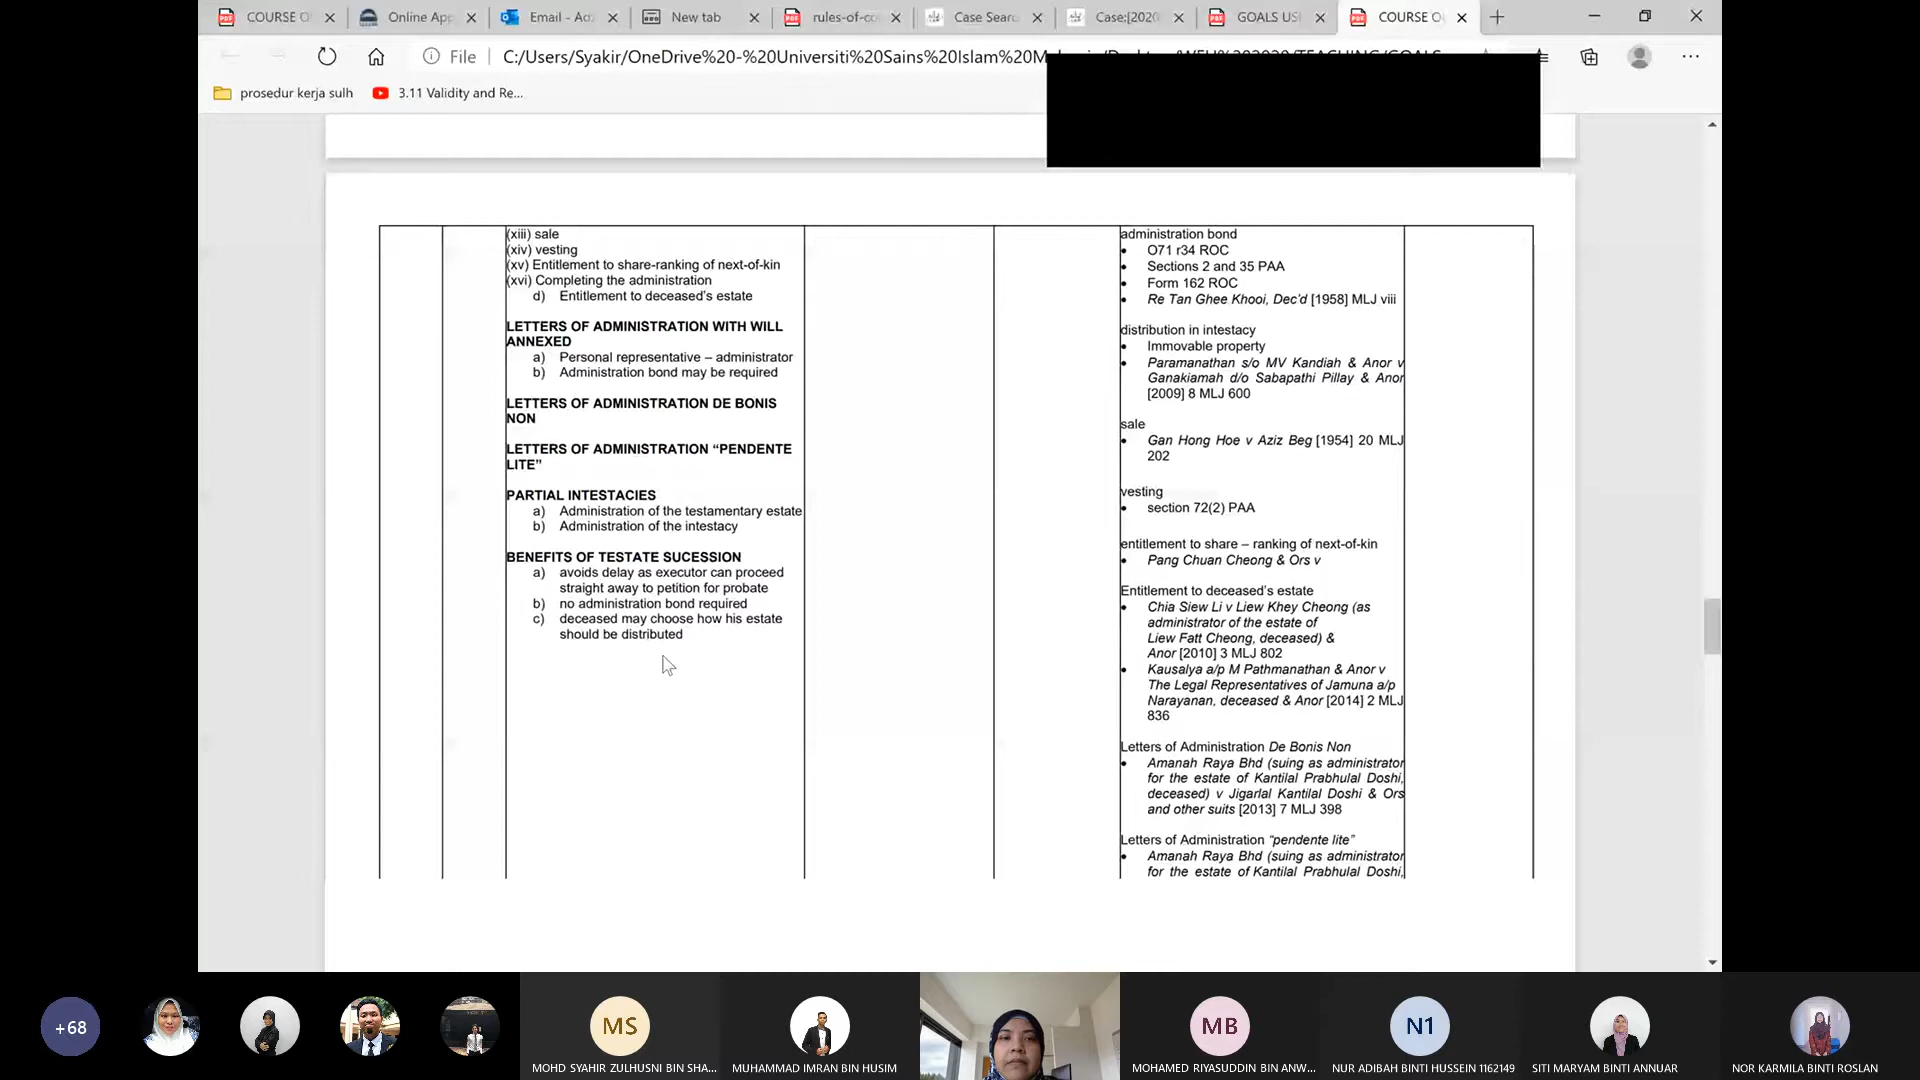 COURSE O
Online App
Email - Adz
New tab
rules-of-co
Case Searc
Case:[2020
GOALS US
COURSE O
File
C:/Users/Syakir/OneDrive%20-%20Universiti%20Sains%20Islam%20M
prosedur kerja sulh
3.11 Validity and Re...
(xiii) sale
(xiv) vesting
(xv) Entitlement to share-ranking of next-of-kin
(xvi) Completing the administration
d) Entitlement to deceased's estate
LETTERS OF ADMINISTRATION WITH WILL
ANNEXED
a) Personal representative – administrator
b) Administration bond may be required
LETTERS OF ADMINISTRATION DE BONIS
NON
LETTERS OF ADMINISTRATION “PENDENTE
LITE”
PARTIAL INTESTACIES
a) Administration of the testamentary estate
b) Administration of the intestacy
BENEFITS OF TESTATE SUCESSION
a) avoids delay as executor can proceed
straight away to petition for probate
b) no administration bond required
c) deceased may choose how his estate
should be distributed
administration bond
• O71 r34 ROC
• Sections 2 and 35 PAA
• Form 162 ROC
• Re Tan Ghee Khooi, Dec'd [1958] MLJ viii
distribution in intestacy
• Immovable property
• Paramanathan s/o MV Kandiah & Anor v
Ganakiamah d/o Sabapathi Pillay & Anor
[2009] 8 MLJ 600
sale
• Gan Hong Hoe v Aziz Beg [1954] 20 MLJ
202
vesting
• section 72(2) PAA
entitlement to share – ranking of next-of-kin
• Pang Chuan Cheong & Ors v
Entitlement to deceased's estate
• Chia Siew Li v Liew Khey Cheong (as
administrator of the estate of
Liew Fatt Cheong, deceased) &
Anor [2010] 3 MLJ 802
• Kausalya a/p M Pathmanathan & Anor v
The Legal Representatives of Jamuna a/p
Narayanan, deceased & Anor [2014] 2 MLJ
836
Letters of Administration De Bonis Non
• Amanah Raya Bhd (suing as administrator
for the estate of Kantilal Prabhulal Doshi,
deceased) v Jigarlal Kantilal Doshi & Ors
and other suits [2013] 7 MLJ 398
Letters of Administration “pendente lite”
• Amanah Raya Bhd (suing as administrator
for the estate of Kantilal Prabhulal Doshi,
+68
MS
MB
N1
MOHD SYAHIR ZULHUSNI BIN SHA...
MUHAMMAD IMRAN BIN HUSIM
MOHAMED RIYASUDDIN BIN ANW...
NUR ADIBAH BINTI HUSSEIN 1162149
SITI MARYAM BINTI ANNUAR
NOR KARMILA BINTI ROSLAN